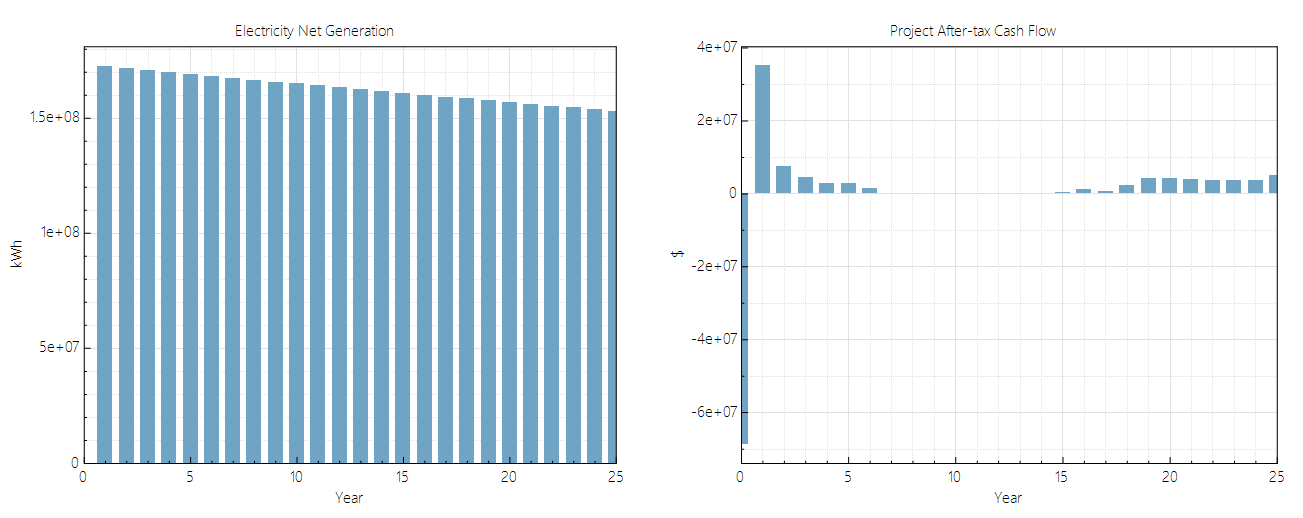 Electricity Net Generation
kWh
1.5e+08
1e+08
5e+07
0
0 5 10 15 20 25
Year
Project After-tax Cash Flow
$
4e+07
2e+07
0
-2e+07
-4e+07
-6e+07
0 5 10 15 20 25
Year